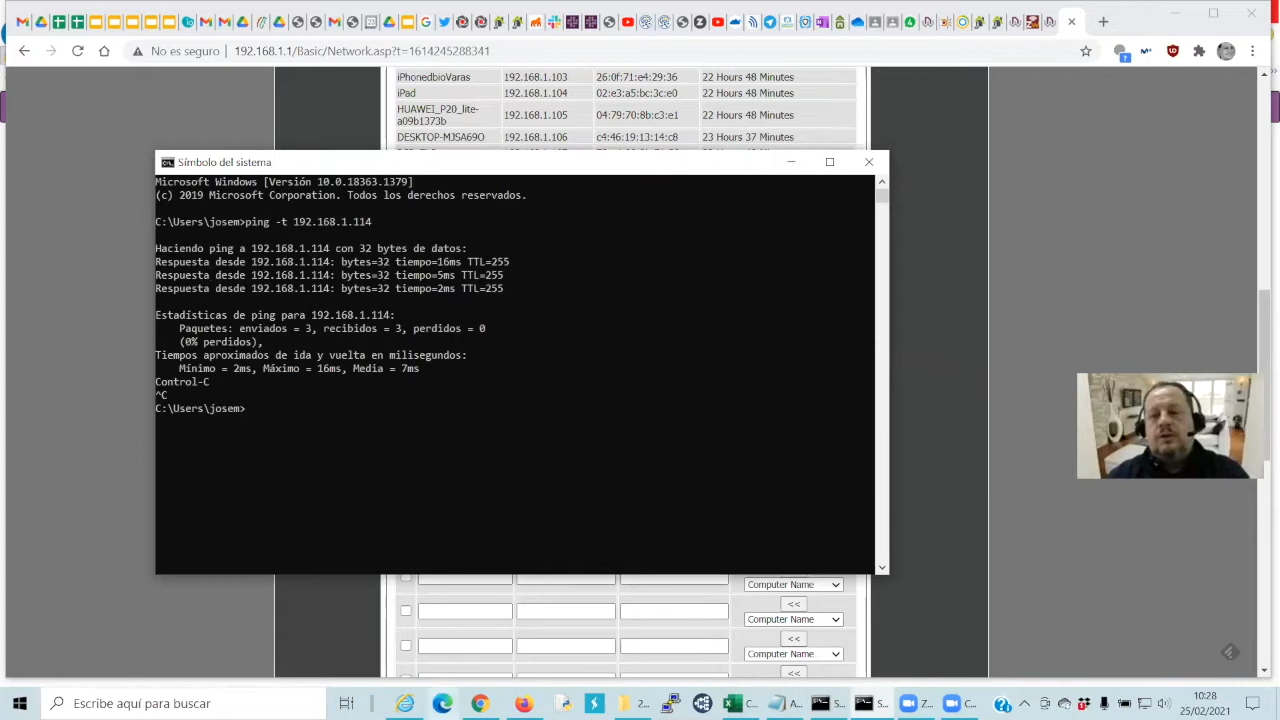 No es seguro
192.168.1.1/Basic/Network.asp?t=1614245288341
iPhonedbioVaras 192.168.1.103 26:0f:71:e4:29:36 22 Hours 48 Minutes
iPad 192.168.1.104 02:e3:a5:bc:3c:e0 22 Hours 48 Minutes
HUAWEI_P20_lite-
a09b1373b 192.168.1.105 04:79:70:8b:c3:e1 22 Hours 48 Minutes
DESKTOP-MJSA69O 192.168.1.106 c4:46:19:13:14:c8 23 Hours 37 Minutes
Símbolo del sistema
Microsoft Windows [Versión 10.0.18363.1379]
(c) 2019 Microsoft Corporation. Todos los derechos reservados.
C:\Users\josem>ping -t 192.168.1.114
Haciendo ping a 192.168.1.114 con 32 bytes de datos:
Respuesta desde 192.168.1.114: bytes=32 tiempo=16ms TTL=255
Respuesta desde 192.168.1.114: bytes=32 tiempo=5ms TTL=255
Respuesta desde 192.168.1.114: bytes=32 tiempo=2ms TTL=255
Estadísticas de ping para 192.168.1.114:
Paquetes: enviados = 3, recibidos = 3, perdidos = 0
(0% perdidos),
Tiempos aproximados de ida y vuelta en milisegundos:
Mínimo = 2ms, Máximo = 16ms, Media = 7ms
Control-C
^C
C:\Users\josem>
Computer Name
<<
Computer Name
<<
Computer Name
<<
Escribe aquí para buscar
2...
C...
A...
S...
S...
Z...
C...
10:28
25/02/2021